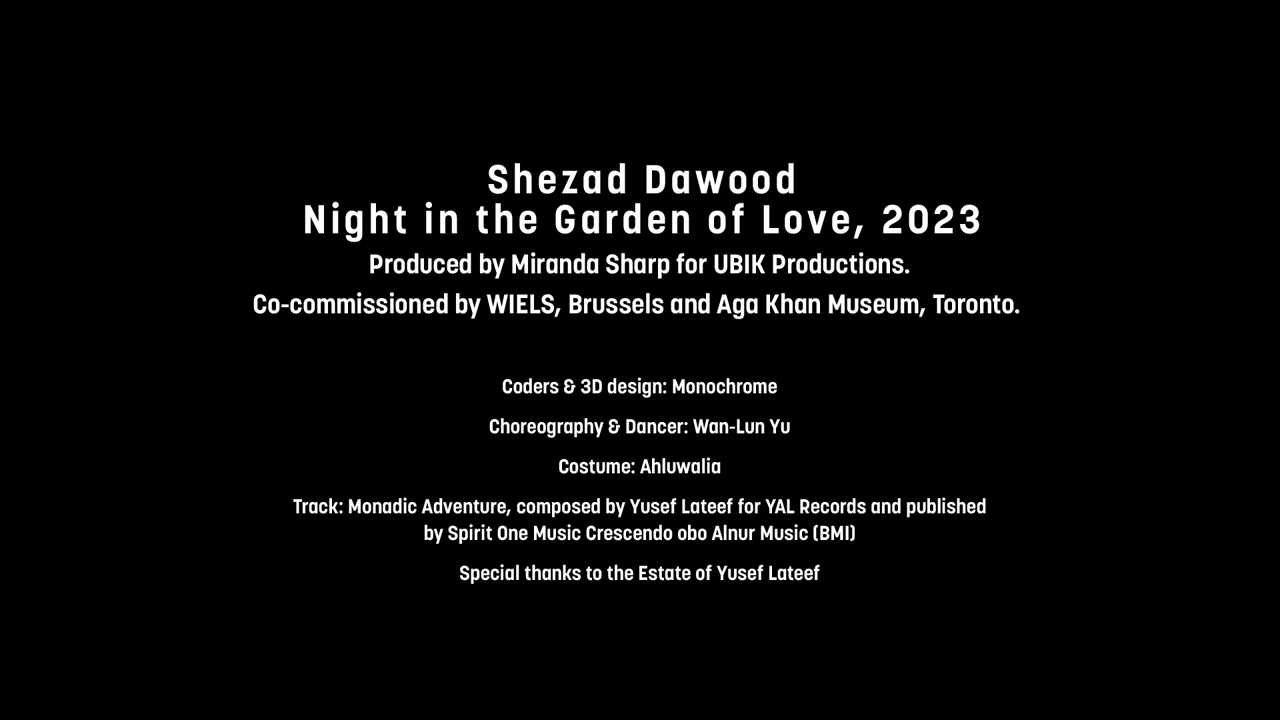 Shezad Dawood
Night in the Garden of Love, 2023
Produced by Miranda Sharp for UBIK Productions.
Co-commissioned by WIELS, Brussels and Aga Khan Museum, Toronto.
Coders & 3D design: Monochrome
Choreography & Dancer: Wan-Lun Yu
Costume: Ahluwalia
Track: Monadic Adventure, composed by Yusef Lateef for YAL Records and published
by Spirit One Music Crescendo obo Alnur Music (BMI)
Special thanks to the Estate of Yusef Lateef